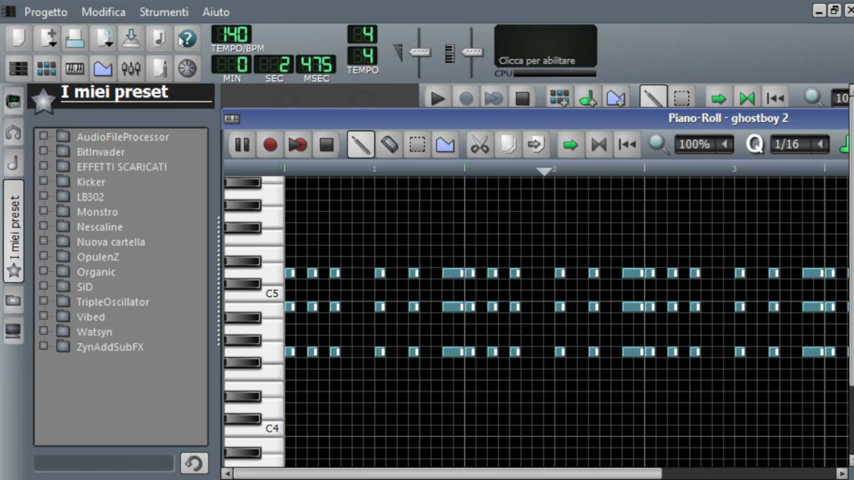 Progetto Modifica Strumenti Aiuto
140
TEMPO/BPM
4
4
TEMPO
0 2 475
MIN SEC MSEC
Clicca per abilitare
CPU
I miei preset
I miei preset
AudioFileProcessor
BitInvader
EFFETTI SCARICATI
Kicker
LB302
Monstro
Nescaline
Nuova cartella
OpulenZ
Organic
SID
TripleOscillator
Vibed
Watsyn
ZynAddSubFX
10
Piano-Roll - ghostboy 2
100% Q 1/16
1 2 3
C5
C4